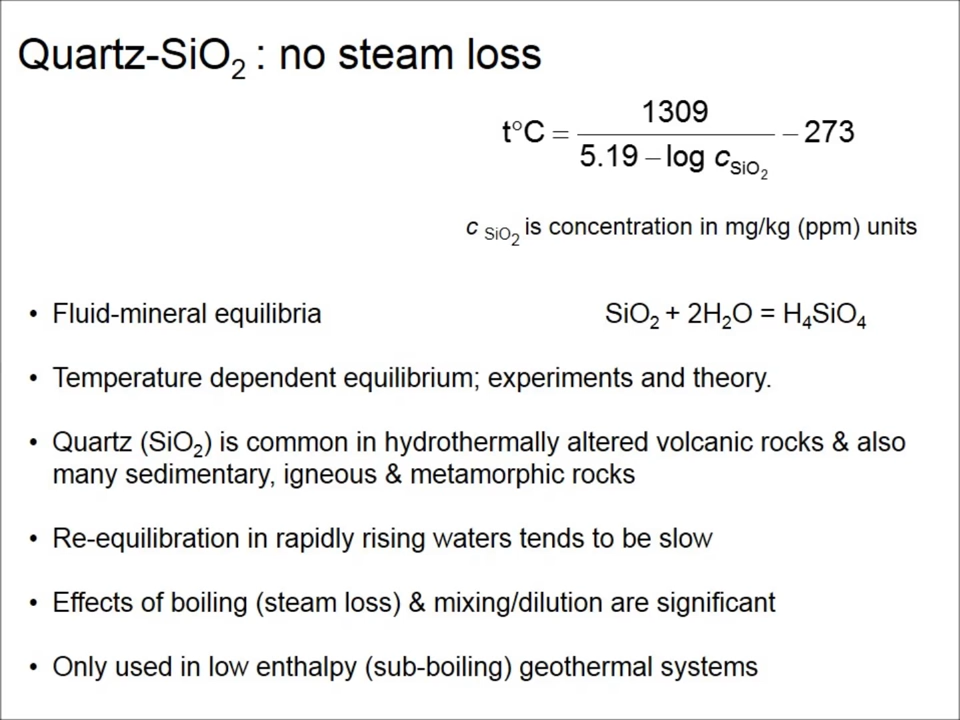 Quartz-SiO₂ : no steam loss
t°C = 1309 / (5.19 – log c SiO₂) – 273
c SiO₂ is concentration in mg/kg (ppm) units
• Fluid-mineral equilibria
SiO₂ + 2H₂O = H₄SiO₄
• Temperature dependent equilibrium; experiments and theory.
• Quartz (SiO₂) is common in hydrothermally altered volcanic rocks & also
many sedimentary, igneous & metamorphic rocks
• Re-equilibration in rapidly rising waters tends to be slow
• Effects of boiling (steam loss) & mixing/dilution are significant
• Only used in low enthalpy (sub-boiling) geothermal systems